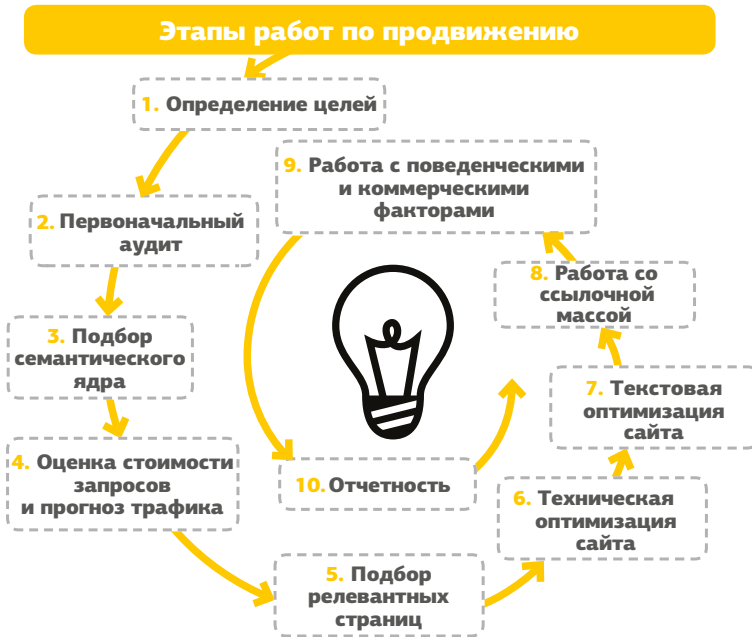 Этапы работ по продвижению
1. Определение целей
2. Первоначальный
аудит
3. Подбор
семантического
ядра
4. Оценка стоимости
запросов
и прогноз трафика
5. Подбор
релевантных
страниц
6. Техническая
оптимизация
сайта
7. Текстовая
оптимизация
сайта
8. Работа со
ссылочной
массой
9. Работа с поведенческими
и коммерческими
факторами
10. Отчетность